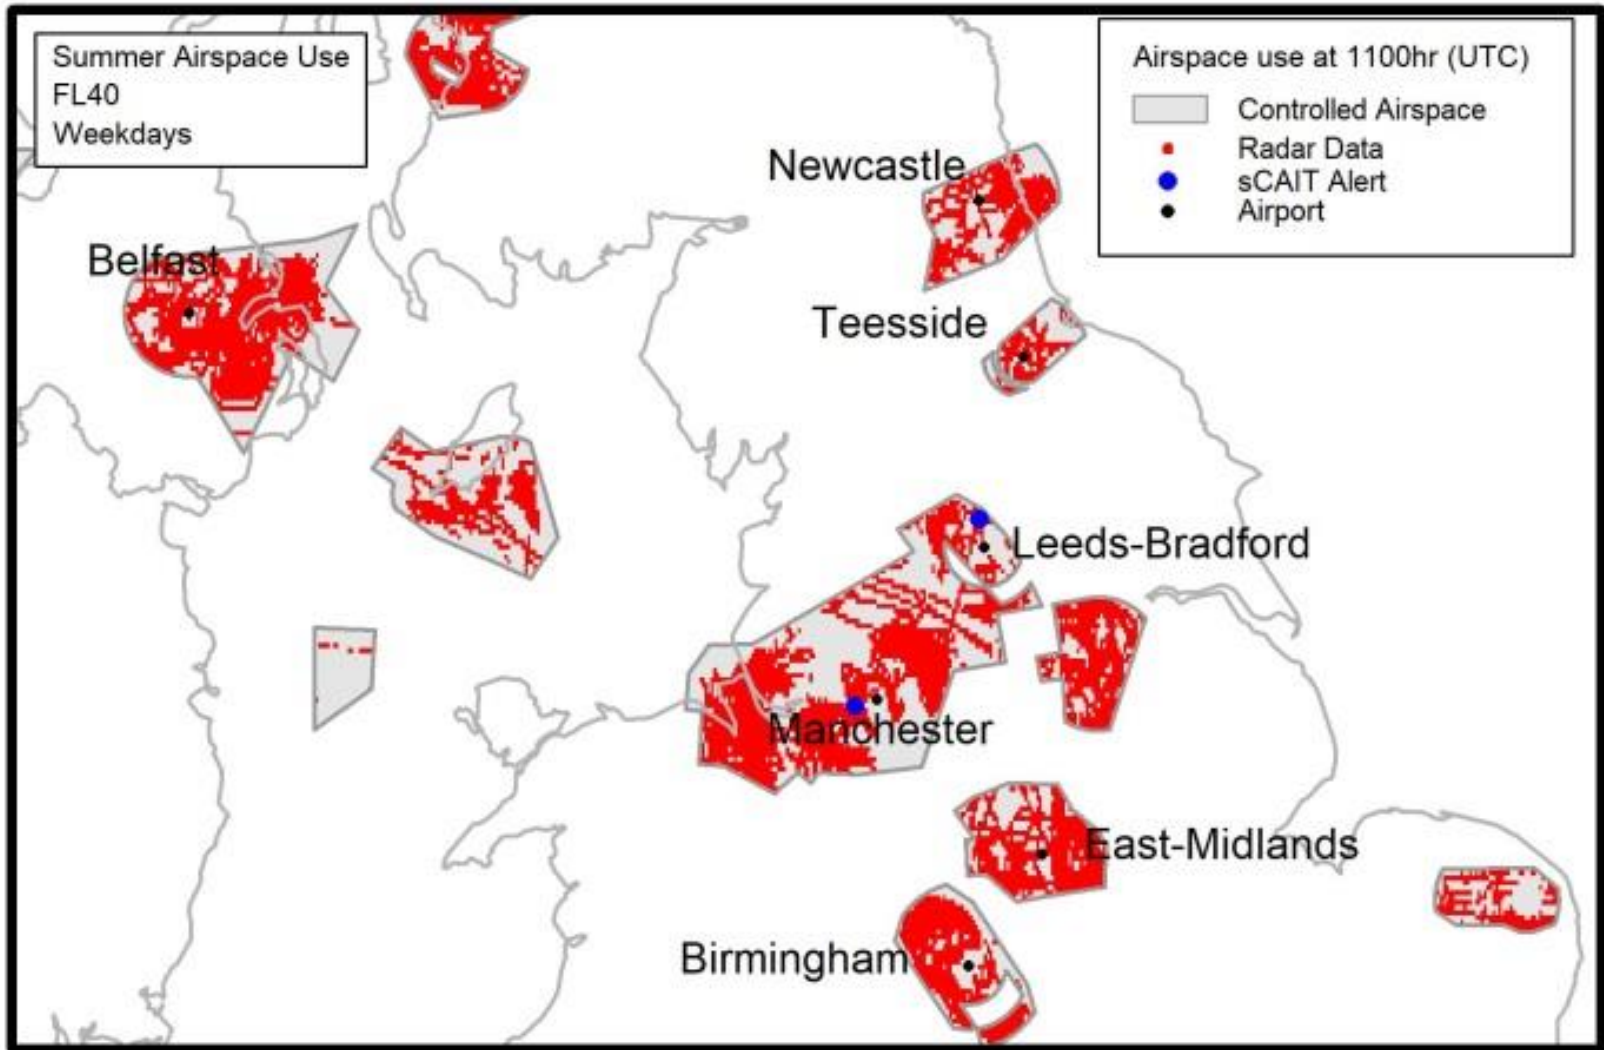 Summer Airspace Use
FL40
Weekdays
Airspace use at 1100hr (UTC)
Controlled Airspace
Radar Data
sCAIT Alert
Airport
Newcastle
Belfast
Teesside
Leeds-Bradford
Manchester
East-Midlands
Birmingham